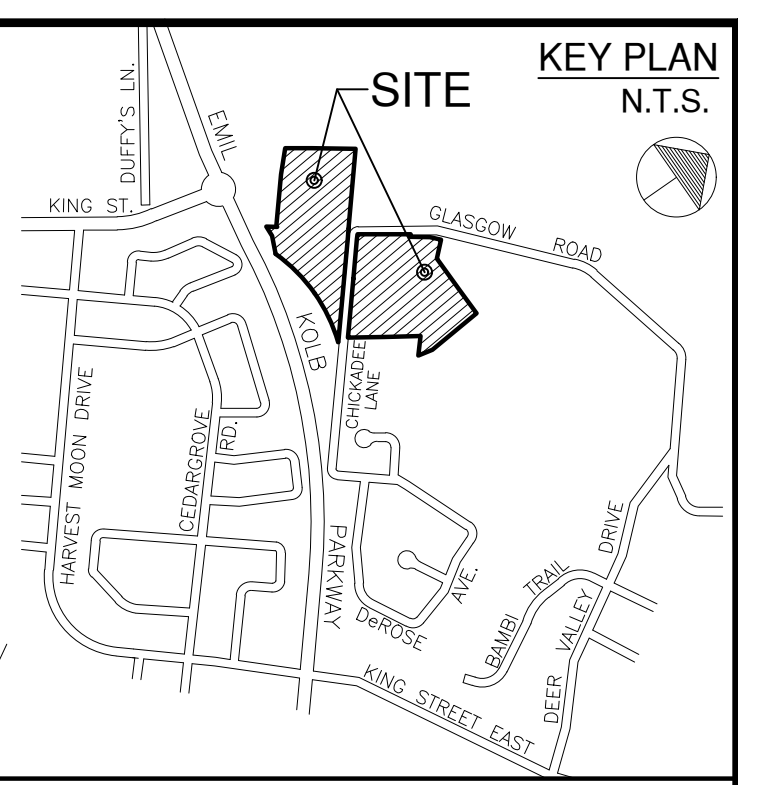 KEY PLAN
N.T.S.
SITE
DUFFY'S LN.
EMIL
KING ST.
GLASGOW ROAD
KOLB
CHICKADEE
LANE
HARVEST MOON DRIVE
CEDARGROVE
RD.
PARKWAY
DeROSE
AVE.
BAMBI TRAIL
DEER VALLEY DRIVE
KING STREET EAST